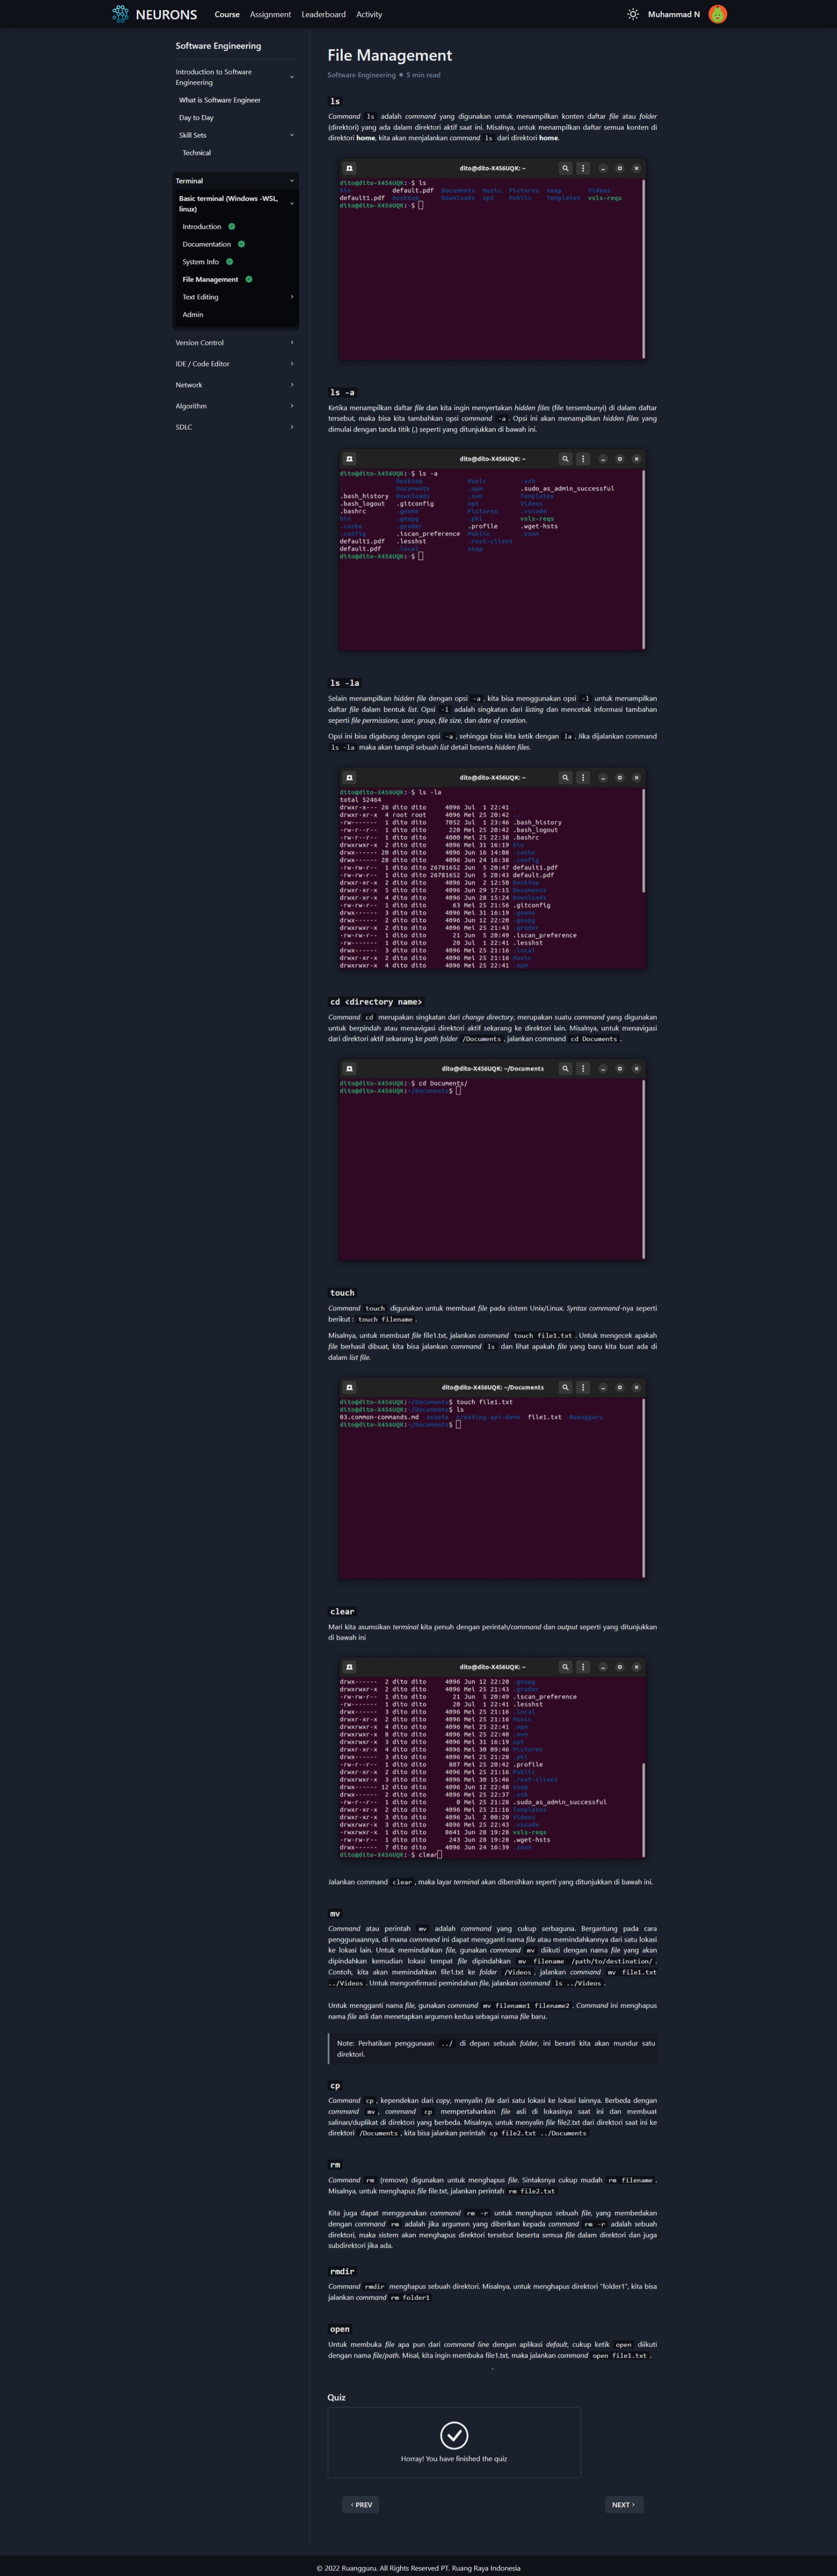 NEURONS Course Assignment Leaderboard Activity Muhammad N
Software Engineering
Introduction to Software
Engineering
What is Software Engineer
Day to Day
Skill Sets
Technical
Terminal
Basic terminal (Windows -WSL,
linux)
Introduction
Documentation
System Info
File Management
Text Editing
Admin
Version Control
IDE / Code Editor
Network
Algorithm
SDLC
File Management
Software Engineering • 5 min read
ls
Command ls adalah command yang digunakan untuk menampilkan konten daftar file atau folder
(direktori) yang ada dalam direktori aktif saat ini. Misalnya, untuk menampilkan daftar semua konten di
direktori home, kita akan menjalankan command ls dari direktori home.
dito@dito-X456UQK: ~
dito@dito-X456UQK:~$ ls
bin default.pdf Documents Music Pictures snap Videos
default1.pdf Desktop Downloads opt Public Templates vsls-reqs
dito@dito-X456UQK:~$
ls -a
Ketika menampilkan daftar file dan kita ingin menyertakan hidden files (file tersembunyi) di dalam daftar
tersebut, maka bisa kita tambahkan opsi command -a . Opsi ini akan menampilkan hidden files yang
dimulai dengan tanda titik (.) seperti yang ditunjukkan di bawah ini.
dito@dito-X456UQK: ~
dito@dito-X456UQK:~$ ls -a
. Desktop Music .ssh
.. Documents .npm .sudo_as_admin_successful
.bash_history Downloads .nvm Templates
.bash_logout .gitconfig opt Videos
.bashrc .gnome Pictures .vscode
bin .gnupg .pki vsls-reqs
.cache .grader .profile .wget-hsts
.config .iscan_preference Public .zoom
default1.pdf .lesshst .rest-client
default.pdf .local snap
dito@dito-X456UQK:~$
ls -la
Selain menampilkan hidden file dengan opsi -a , kita bisa menggunakan opsi -l untuk menampilkan
daftar file dalam bentuk list. Opsi -l adalah singkatan dari listing dan mencetak informasi tambahan
seperti file permissions, user, group, file size, dan date of creation.
Opsi ini bisa digabung dengan opsi -a , sehingga bisa kita ketik dengan la . Jika dijalankan command
ls -la maka akan tampil sebuah list detail beserta hidden files.
dito@dito-X456UQK: ~
dito@dito-X456UQK:~$ ls -la
total 52464
drwxr-x--- 26 dito dito 4096 Jul 1 22:41 .
drwxr-xr-x 4 root root 4096 Mei 25 20:42 ..
-rw------- 1 dito dito 7052 Jul 1 23:46 .bash_history
-rw-r--r-- 1 dito dito 220 Mei 25 20:42 .bash_logout
-rw-r--r-- 1 dito dito 4000 Mei 25 22:38 .bashrc
drwxrwxr-x 2 dito dito 4096 Mei 31 16:19 bin
drwx------ 20 dito dito 4096 Jun 16 14:08 .cache
drwx------ 28 dito dito 4096 Jun 24 16:38 .config
-rw-rw-r-- 1 dito dito 26781652 Jun 5 20:47 default1.pdf
-rw-rw-r-- 1 dito dito 26781652 Jun 5 20:43 default.pdf
drwxr-xr-x 2 dito dito 4096 Jun 2 12:50 Desktop
drwxr-xr-x 5 dito dito 4096 Jun 29 17:15 Documents
drwxr-xr-x 4 dito dito 4096 Jun 28 15:24 Downloads
-rw-rw-r-- 1 dito dito 63 Mei 25 21:56 .gitconfig
drwx------ 3 dito dito 4096 Mei 31 16:19 .gnome
drwx------ 2 dito dito 4096 Jun 12 22:20 .gnupg
drwxrwxr-x 2 dito dito 4096 Mei 25 21:43 .grader
-rw-rw-r-- 1 dito dito 21 Jun 5 20:49 .iscan_preference
-rw------- 1 dito dito 20 Jul 1 22:41 .lesshst
drwx------ 3 dito dito 4096 Mei 25 21:16 .local
drwxr-xr-x 2 dito dito 4096 Mei 25 21:16 Music
drwxrwxr-x 4 dito dito 4096 Mei 25 22:41 .npm
cd <directory name>
Command cd merupakan singkatan dari change directory, merupakan suatu command yang digunakan
untuk berpindah atau menavigasi direktori aktif sekarang ke direktori lain. Misalnya, untuk menavigasi
dari direktori aktif sekarang ke path folder /Documents , jalankan command cd Documents .
dito@dito-X456UQK: ~/Documents
dito@dito-X456UQK:~$ cd Documents/
dito@dito-X456UQK:~/Documents$
touch
Command touch digunakan untuk membuat file pada sistem Unix/Linux. Syntax command-nya seperti
berikut : touch filename .
Misalnya, untuk membuat file file1.txt, jalankan command touch file1.txt . Untuk mengecek apakah
file berhasil dibuat, kita bisa jalankan command ls dan lihat apakah file yang baru kita buat ada di
dalam list file.
dito@dito-X456UQK: ~/Documents
dito@dito-X456UQK:~/Documents$ touch file1.txt
dito@dito-X456UQK:~/Documents$ ls
03.common-commands.md assets creating-api-demo file1.txt Ruangguru
dito@dito-X456UQK:~/Documents$
clear
Mari kita asumsikan terminal kita penuh dengan perintah/command dan output seperti yang ditunjukkan
di bawah ini
dito@dito-X456UQK: ~
drwx------ 2 dito dito 4096 Jun 12 22:20 .gnupg
drwxrwxr-x 2 dito dito 4096 Mei 25 21:43 .grader
-rw-rw-r-- 1 dito dito 21 Jun 5 20:49 .iscan_preference
-rw------- 1 dito dito 20 Jul 1 22:41 .lesshst
drwx------ 3 dito dito 4096 Mei 25 21:16 .local
drwxr-xr-x 2 dito dito 4096 Mei 25 21:16 Music
drwxrwxr-x 4 dito dito 4096 Mei 25 22:41 .npm
drwxrwxr-x 8 dito dito 4096 Mei 25 22:40 .nvm
drwxrwxr-x 3 dito dito 4096 Mei 31 16:19 opt
drwxr-xr-x 4 dito dito 4096 Mei 30 09:46 Pictures
drwx------ 3 dito dito 4096 Mei 25 21:28 .pki
-rw-r--r-- 1 dito dito 807 Mei 25 20:42 .profile
drwxr-xr-x 2 dito dito 4096 Mei 25 21:16 Public
drwxrwxr-x 3 dito dito 4096 Mei 30 15:46 .rest-client
drwx------ 12 dito dito 4096 Jun 12 22:48 snap
drwx------ 2 dito dito 4096 Mei 25 22:37 .ssh
-rw-r--r-- 1 dito dito 0 Mei 25 21:28 .sudo_as_admin_successful
drwxr-xr-x 2 dito dito 4096 Mei 25 21:16 Templates
drwxr-xr-x 3 dito dito 4096 Jul 2 00:20 Videos
drwxrwxr-x 3 dito dito 4096 Mei 25 22:43 .vscode
-rwxrwxr-x 1 dito dito 8641 Jun 28 19:28 vsls-reqs
-rw-rw-r-- 1 dito dito 243 Jun 28 19:28 .wget-hsts
drwx------ 7 dito dito 4096 Jun 24 16:39 .zoom
dito@dito-X456UQK:~$ clear
Jalankan command clear , maka layar terminal akan dibersihkan seperti yang ditunjukkan di bawah ini.
mv
Command atau perintah mv adalah command yang cukup serbaguna. Bergantung pada cara
penggunaannya, di mana command ini dapat mengganti nama file atau memindahkannya dari satu lokasi
ke lokasi lain. Untuk memindahkan file, gunakan command mv diikuti dengan nama file yang akan
dipindahkan kemudian lokasi tempat file dipindahkan mv filename /path/to/destination/ .
Contoh, kita akan memindahkan file1.txt ke folder /Videos , jalankan command mv file1.txt
../Videos . Untuk mengonfirmasi pemindahan file, jalankan command ls ../Videos .
Untuk mengganti nama file, gunakan command mv filename1 filename2 . Command ini menghapus
nama file asli dan menetapkan argumen kedua sebagai nama file baru.
Note: Perhatikan penggunaan ../ di depan sebuah folder, ini berarti kita akan mundur satu
direktori.
cp
Command cp , kependekan dari copy, menyalin file dari satu lokasi ke lokasi lainnya. Berbeda dengan
command mv , command cp mempertahankan file asli di lokasinya saat ini dan membuat
salinan/duplikat di direktori yang berbeda. Misalnya, untuk menyalin file file2.txt dari direktori saat ini ke
direktori /Documents , kita bisa jalankan perintah cp file2.txt ../Documents
rm
Command rm (remove) digunakan untuk menghapus file. Sintaksnya cukup mudah rm filename .
Misalnya, untuk menghapus file file.txt, jalankan perintah rm file2.txt
Kita juga dapat menggunakan command rm -r untuk menghapus sebuah file, yang membedakan
dengan command rm adalah jika argumen yang diberikan kepada command rm -r adalah sebuah
direktori, maka sistem akan menghapus direktori tersebut beserta semua file dalam direktori dan juga
subdirektori jika ada.
rmdir
Command rmdir menghapus sebuah direktori. Misalnya, untuk menghapus direktori "folder1", kita bisa
jalankan command rm folder1
open
Untuk membuka file apa pun dari command line dengan aplikasi default, cukup ketik open diikuti
dengan nama file/path. Misal, kita ingin membuka file1.txt, maka jalankan command open file1.txt .
.
Quiz
Horray! You have finished the quiz
‹ PREV NEXT ›
© 2022 Ruangguru. All Rights Reserved PT. Ruang Raya Indonesia